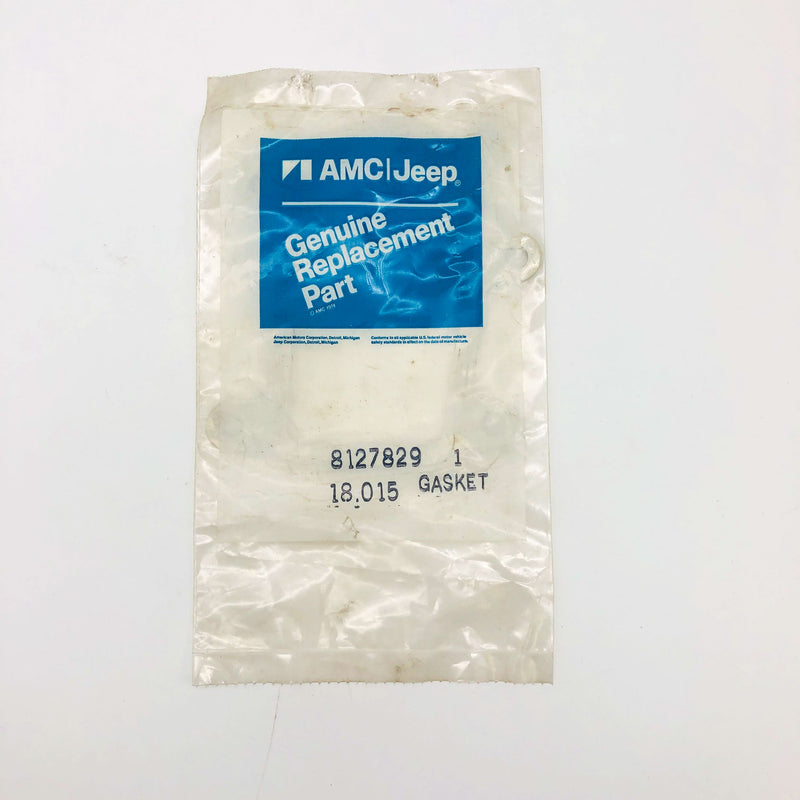 AMC|Jeep®
Genuine
Replacement
Part
© AMC
American Motors Corporation, Detroit, Michigan
Jeep Corporation, Detroit, Michigan
Conforms to all applicable U.S. federal motor vehicle
safety standards in effect on the date of manufacture.
8127829 1
18.015 GASKET